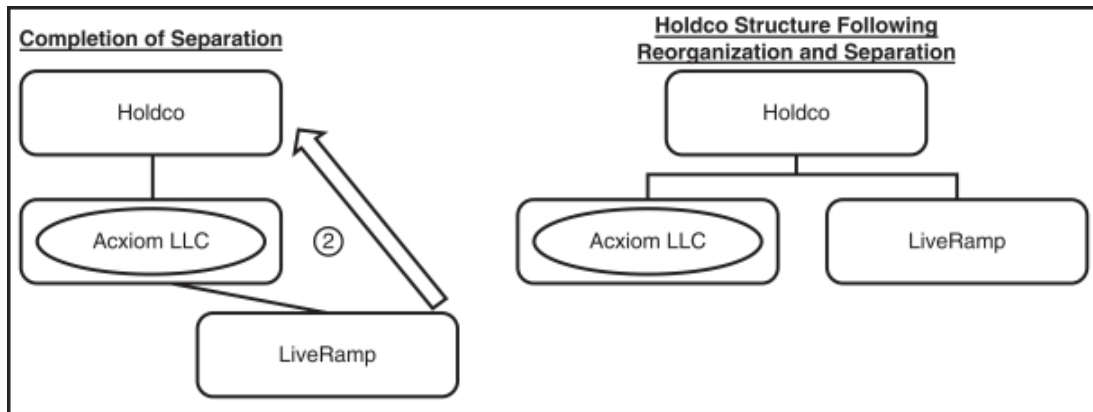 Completion of Separation
Holdco
Acxiom LLC
②
LiveRamp
Holdco Structure Following
Reorganization and Separation
Holdco
Acxiom LLC
LiveRamp